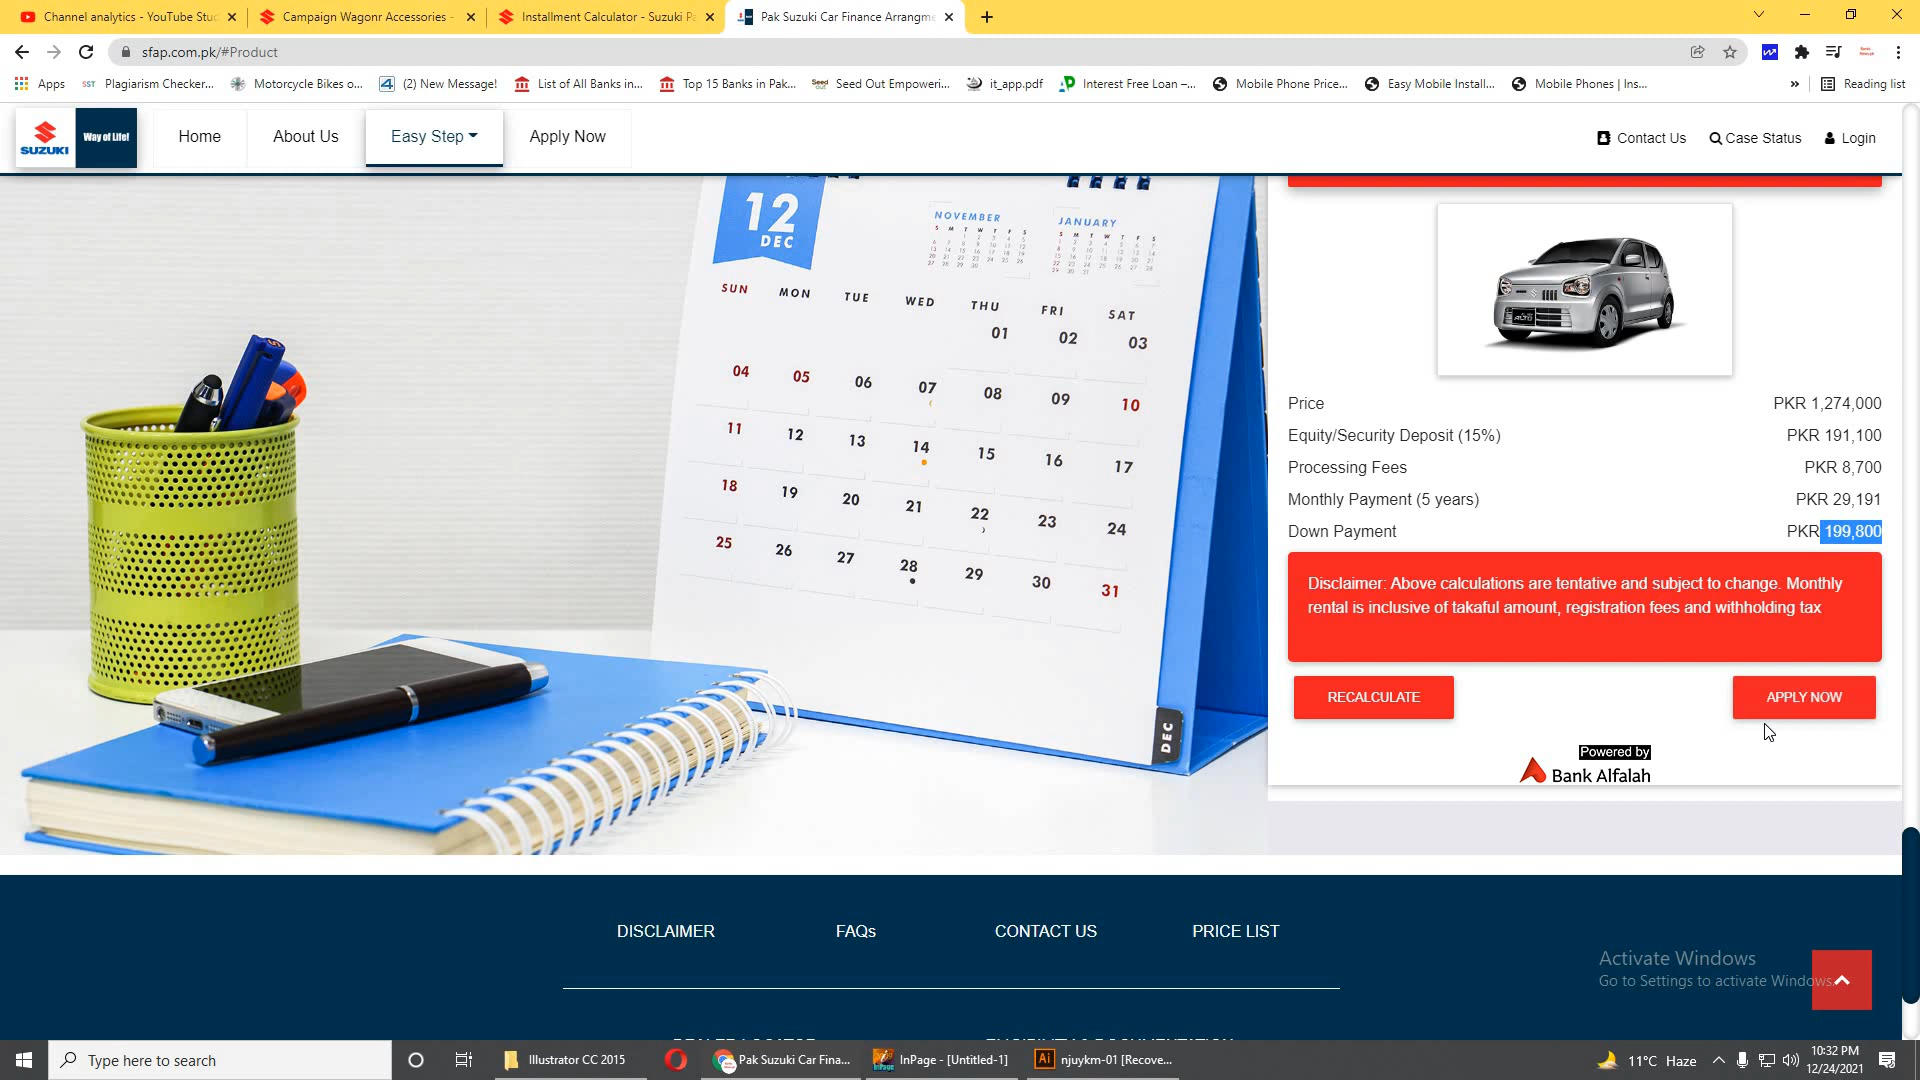 Channel analytics - YouTube Stud
Campaign Wagonr Accessories -
Installment Calculator - Suzuki Pa
Pak Suzuki Car Finance Arrangme
sfap.com.pk/#Product
Apps
SST Plagiarism Checker...
Motorcycle Bikes o...
(2) New Message!
List of All Banks in...
Top 15 Banks in Pak...
Seed Out Empoweri...
it_app.pdf
Interest Free Loan –...
Mobile Phone Price...
Easy Mobile Install...
Mobile Phones | Ins...
»
Reading list
SUZUKI
Way of Life!
Home
About Us
Easy Step
Apply Now
Contact Us
Case Status
Login
12
DEC
NOVEMBER
JANUARY
SUN MON TUE WED THU FRI SAT
01 02 03
04 05 06 07 08 09 10
11 12 13 14 15 16 17
18 19 20 21 22 23 24
25 26 27 28 29 30 31
DEC
Price PKR 1,274,000
Equity/Security Deposit (15%) PKR 191,100
Processing Fees PKR 8,700
Monthly Payment (5 years) PKR 29,191
Down Payment PKR 199,800
Disclaimer: Above calculations are tentative and subject to change. Monthly
rental is inclusive of takaful amount, registration fees and withholding tax
RECALCULATE
APPLY NOW
Powered by
Bank Alfalah
DISCLAIMER
FAQs
CONTACT US
PRICE LIST
Activate Windows
Go to Settings to activate Windows.
Type here to search
Illustrator CC 2015
Pak Suzuki Car Fina...
InPage - [Untitled-1]
Ai njuykm-01 [Recove...
11°C Haze
10:32 PM
12/24/2021